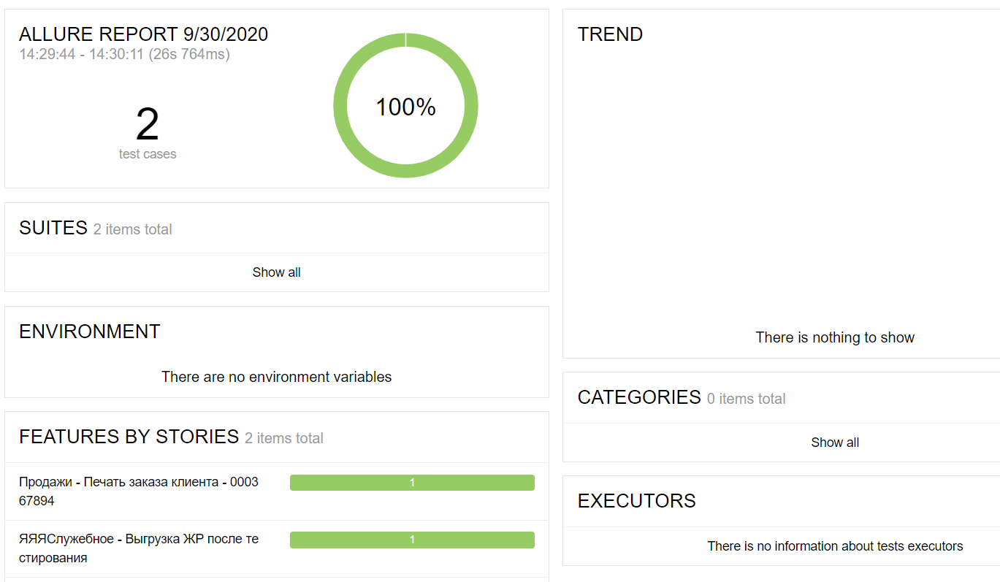 ALLURE REPORT 9/30/2020
14:29:44 - 14:30:11 (26s 764ms)
2
test cases
100%
SUITES 2 items total
Show all
ENVIRONMENT
There are no environment variables
FEATURES BY STORIES 2 items total
Продажи - Печать заказа клиента - 0003
67894
1
ЯЯЯСлужебное - Выгрузка ЖР после те
стирования
1
TREND
There is nothing to show
CATEGORIES 0 items total
Show all
EXECUTORS
There is no information about tests executors